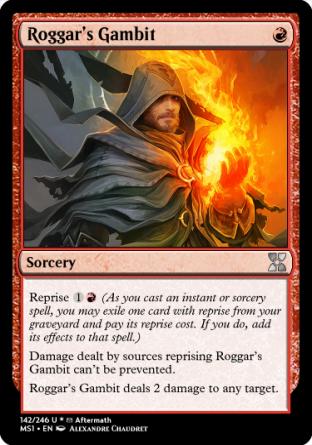 Roggar's Gambit
Sorcery
Reprise 1 (As you cast an instant or sorcery
spell, you may exile one card with reprise from your
graveyard and pay its reprise cost. If you do, add
its effects to that spell.)
Damage dealt by sources reprising Roggar's
Gambit can't be prevented.
Roggar's Gambit deals 2 damage to any target.
142/246 U * Aftermath
MS1 • EN Alexandre Chaudret